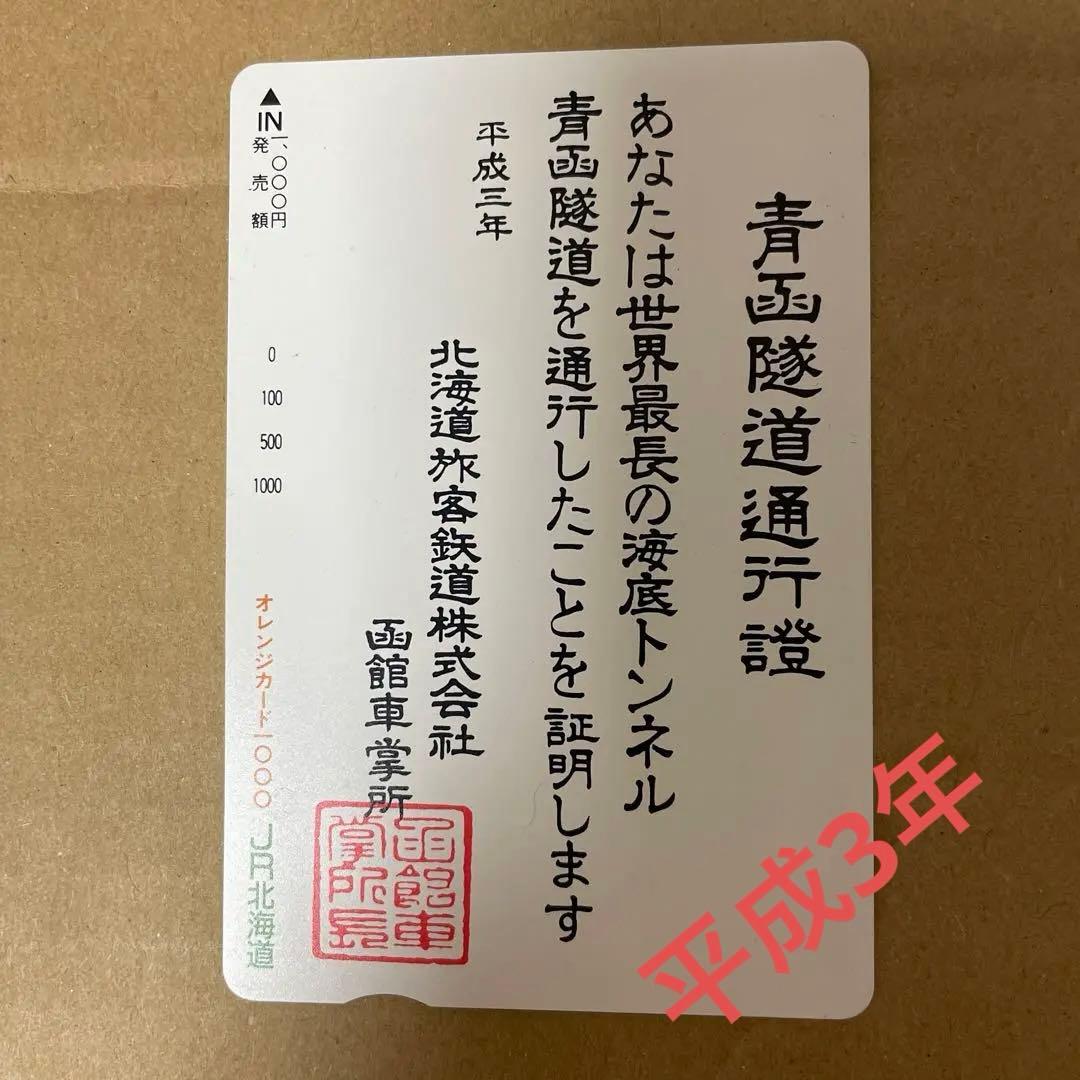 青函隧道通行證
あなたは世界最長の海底トンネル
青函隧道を通行したことを証明します
平成三年
北海道旅客鉄道株式会社
函館車掌所
函館車
掌所長
IN
発売額
一、〇〇〇円
0
100
500
1000
オレンジカード一〇〇〇
JR北海道
平成3年